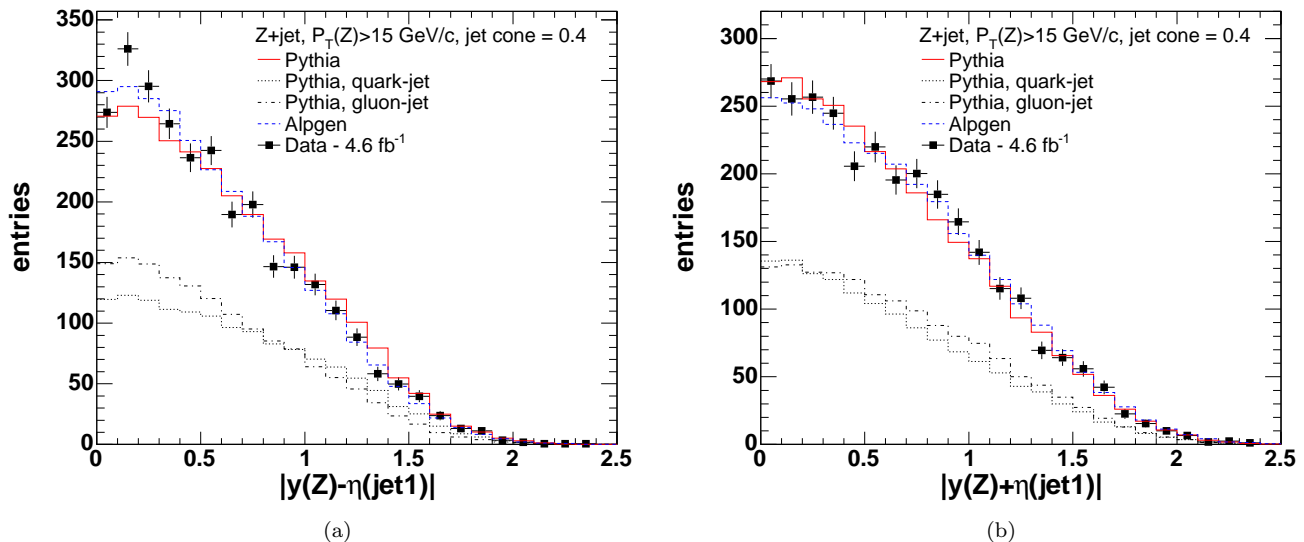 Z+jet, P_T(Z)>15 GeV/c, jet cone = 0.4
Pythia
Pythia, quark-jet
Pythia, gluon-jet
Alpgen
Data - 4.6 fb⁻¹
entries
350
300
250
200
150
100
50
0
0 0.5 1 1.5 2 2.5
|y(Z)-η(jet1)|
(a)
Z+jet, P_T(Z)>15 GeV/c, jet cone = 0.4
Pythia
Pythia, quark-jet
Pythia, gluon-jet
Alpgen
Data - 4.6 fb⁻¹
entries
300
250
200
150
100
50
0
0 0.5 1 1.5 2 2.5
|y(Z)+η(jet1)|
(b)